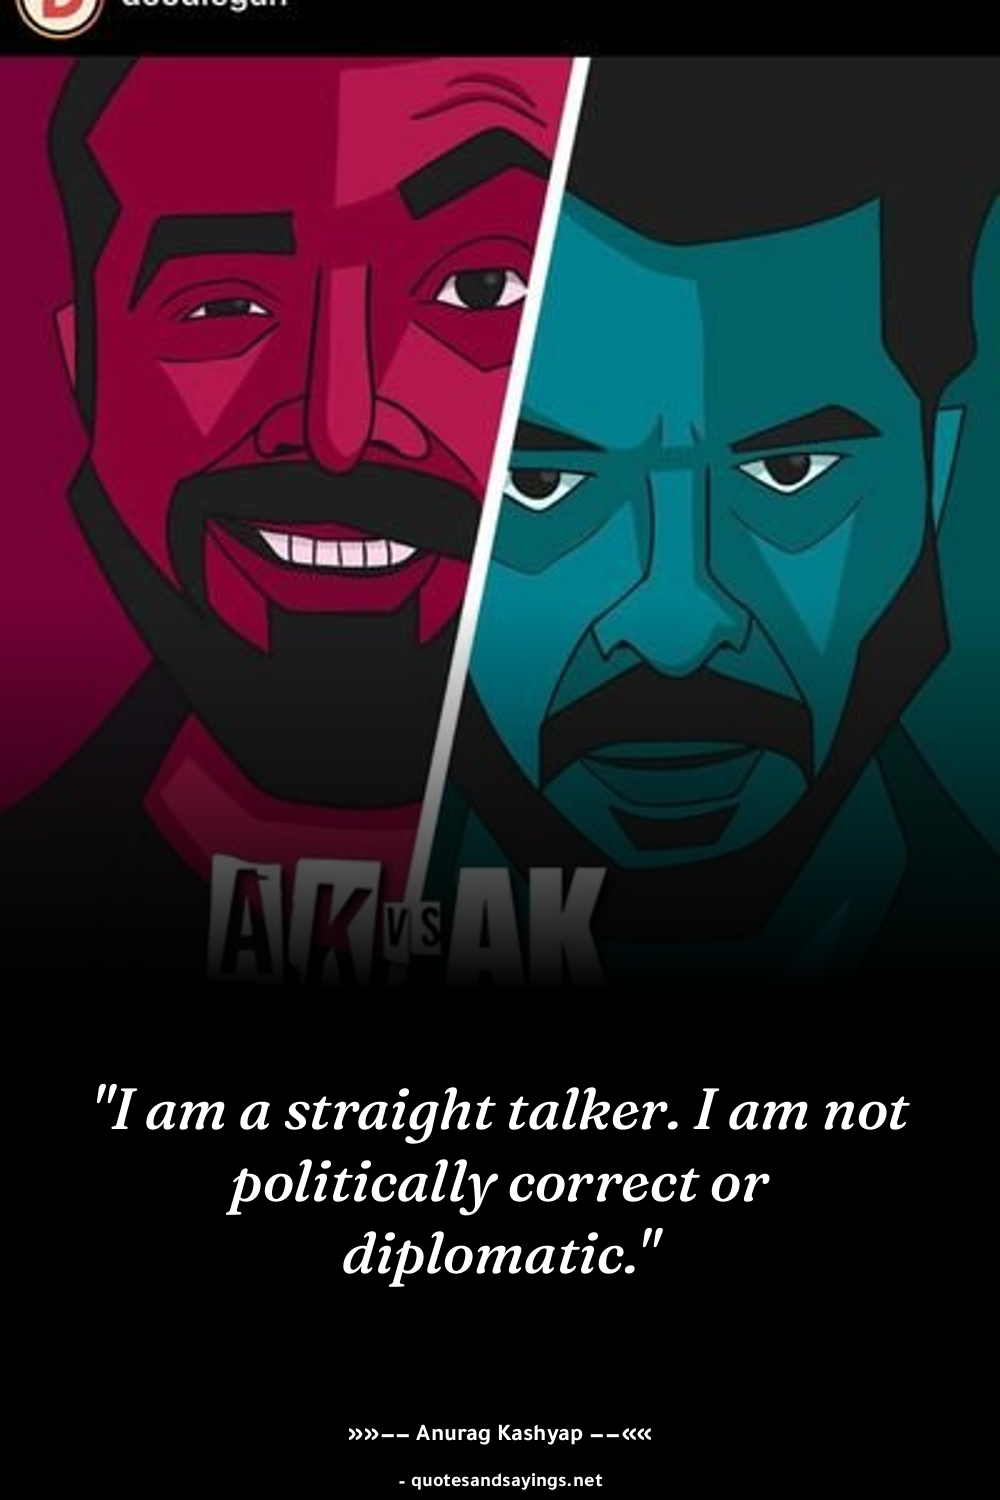 AK VS AK
"I am a straight talker. I am not
politically correct or
diplomatic."
»»–– Anurag Kashyap ––««
- quotesandsayings.net